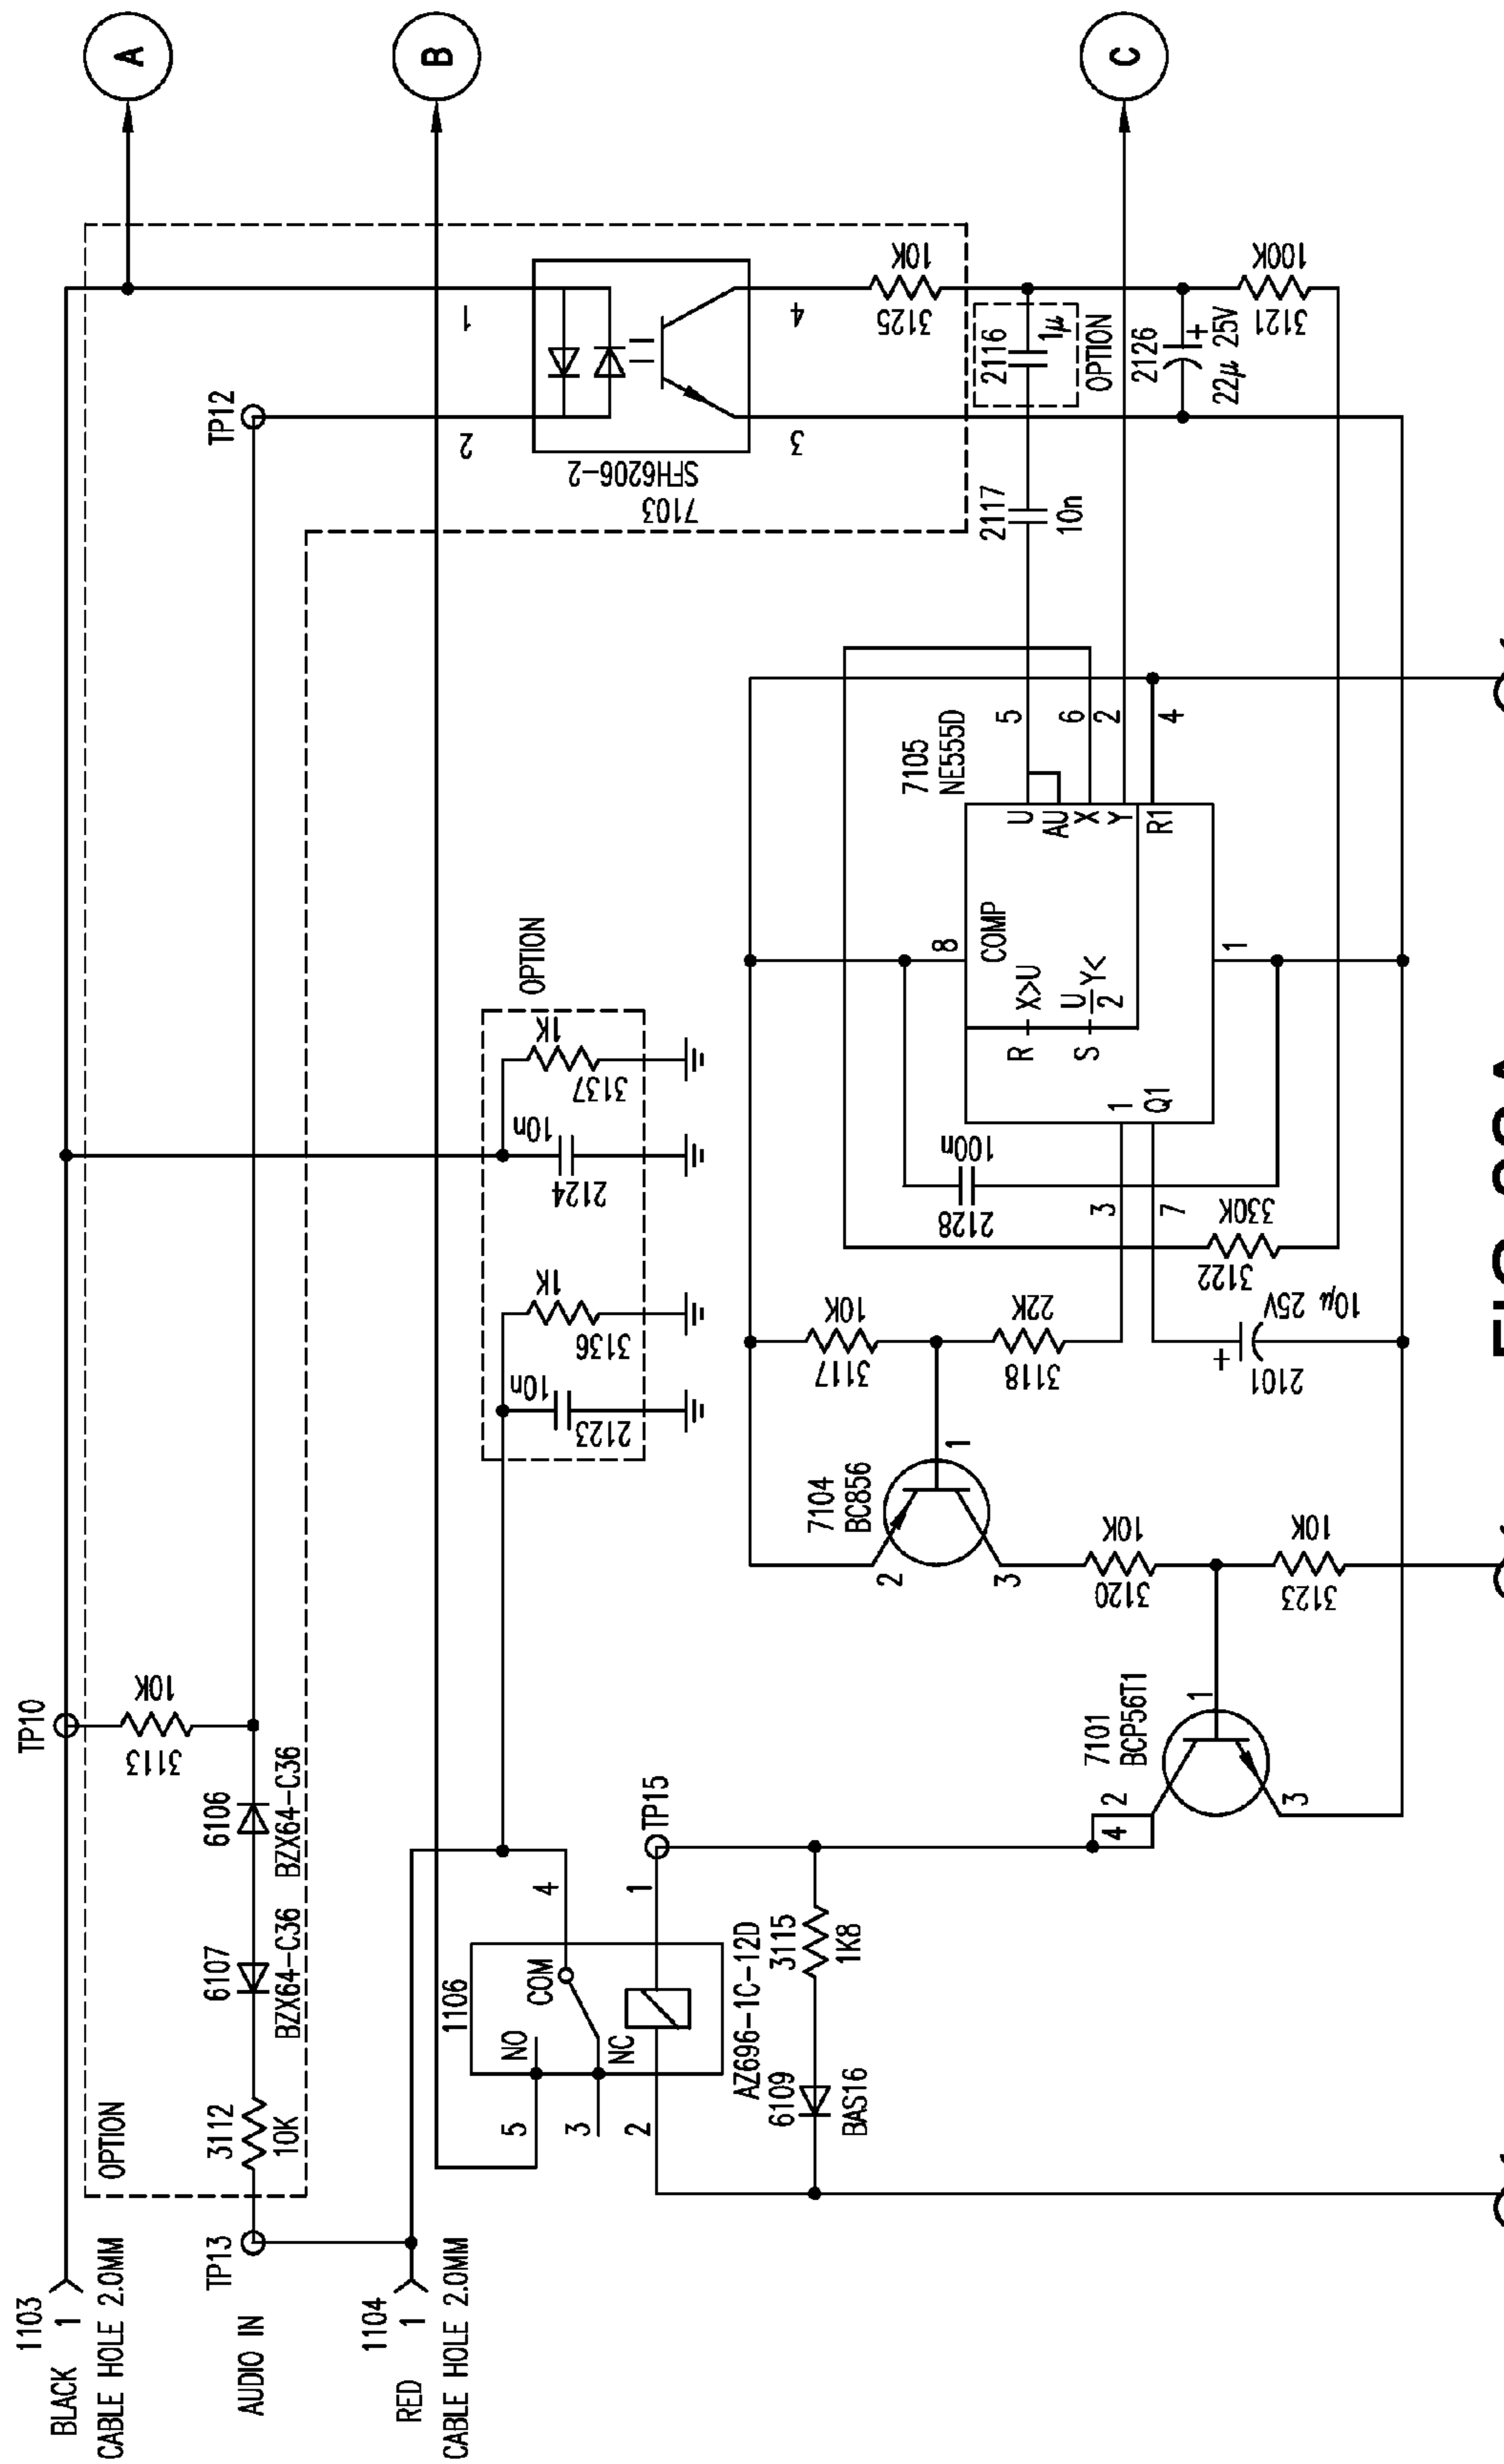 1103
BLACK 1
CABLE HOLE 2.0MM
AUDIO IN
1104
RED 1
CABLE HOLE 2.0MM
TP13
OPTION
3112
10K
6107
BZX64-C36
6106
BZX64-C36
TP10
3113
10K
TP12
A
B
C
1
2
SFH6206-2
7103
4
3
3125
10K
2116
1μ
OPTION
2117
10n
2126
+
22μ 25V
3121
100K
OPTION
3137
1K
2124
10n
3136
1K
2123
10n
1106
NO
COM
NC
5
3
2
4
1
TP15
AZ696-1C-12D
6109
BAS16
3115
1K8
7101
BCP56T1
2
4
1
3
7104
BC856
2
1
3
3120
10K
3123
10K
3117
10K
3118
22K
2101
+
10μ 25V
3122
330K
2128
100n
7105
NE555D
8
COMP
R
X>U
S
U
2
Y<
1
Q1
U
AU
X
Y
R1
5
6
2
4
3
7
1